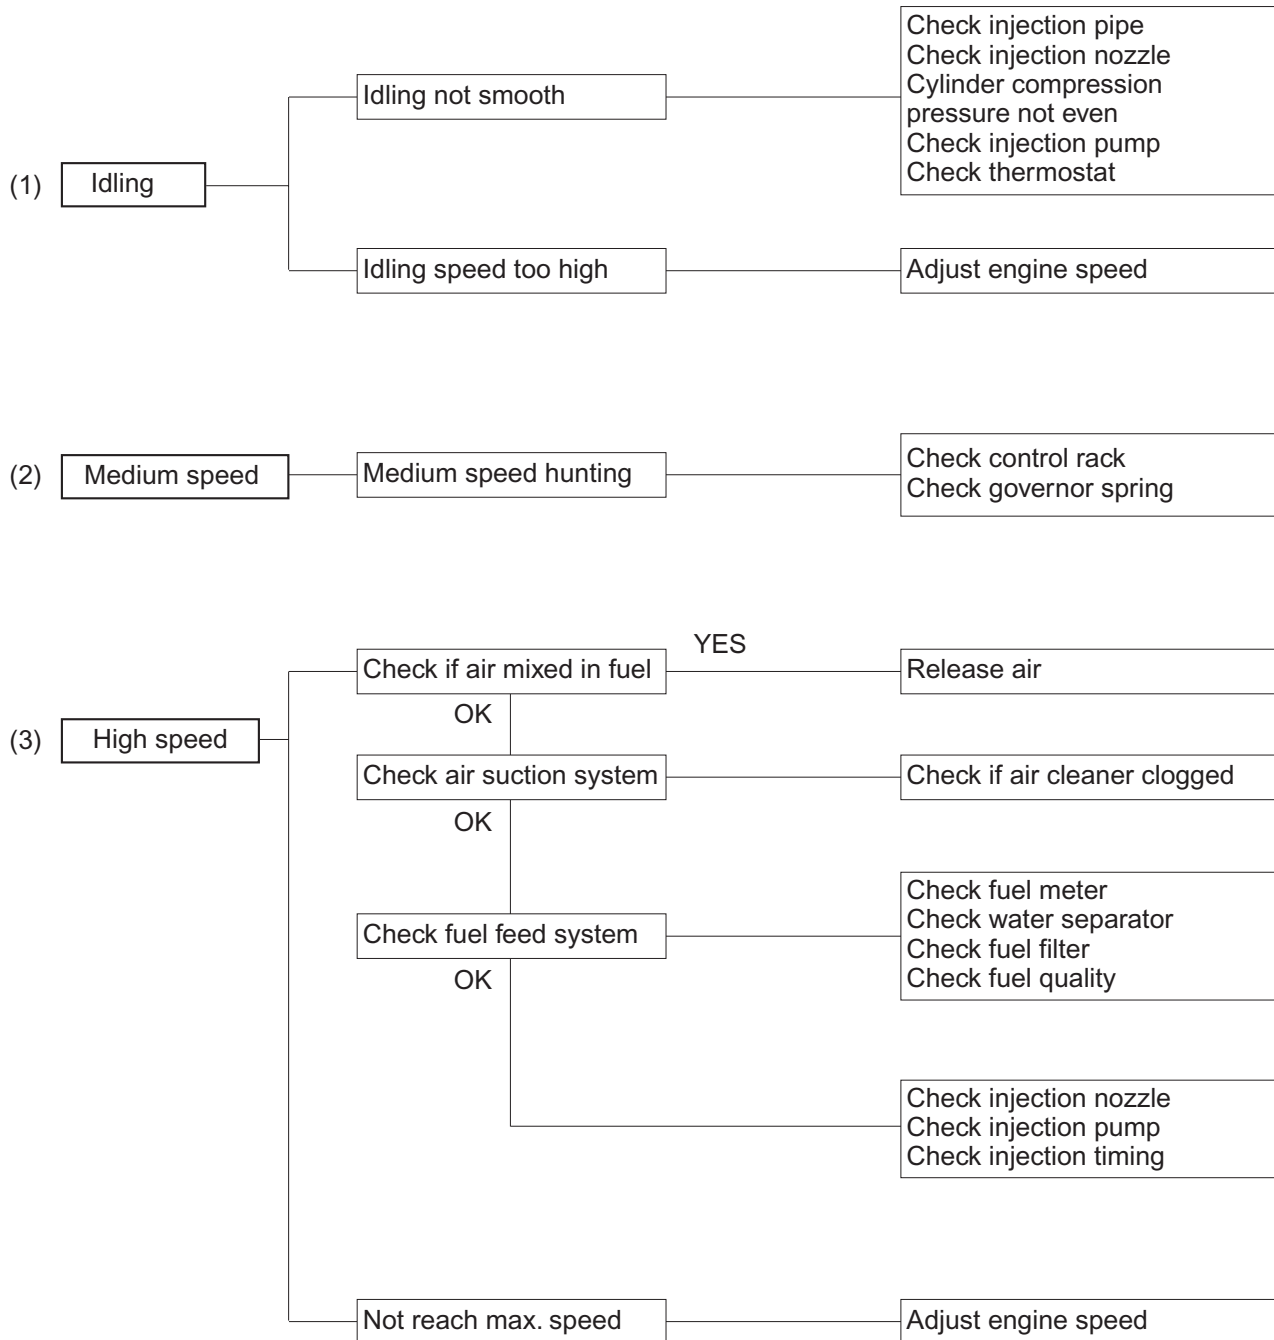 (1)
Idling
Idling not smooth
Check injection pipe
Check injection nozzle
Cylinder compression
pressure not even
Check injection pump
Check thermostat
Idling speed too high
Adjust engine speed
(2)
Medium speed
Medium speed hunting
Check control rack
Check governor spring
(3)
High speed
Check if air mixed in fuel
YES
Release air
OK
Check air suction system
Check if air cleaner clogged
OK
Check fuel feed system
Check fuel meter
Check water separator
Check fuel filter
Check fuel quality
OK
Check injection nozzle
Check injection pump
Check injection timing
Not reach max. speed
Adjust engine speed